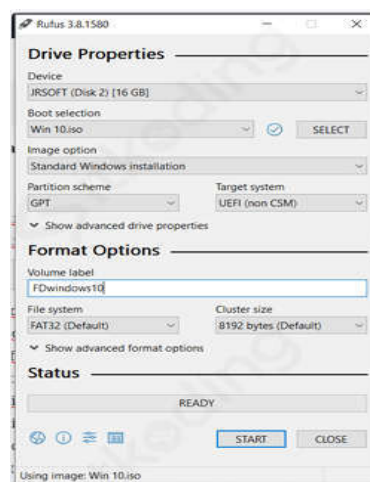 Rufus 3.8.1580
Drive Properties
Device
JRSOFT (Disk 2) [16 GB]
Boot selection
Win 10.iso
SELECT
Image option
Standard Windows installation
Partition scheme
Target system
GPT
UEFI (non CSM)
Show advanced drive properties
Format Options
Volume label
FDwindows10
File system
Cluster size
FAT32 (Default)
8192 bytes (Default)
Show advanced format options
Status
READY
START
CLOSE
Using image: Win 10.iso